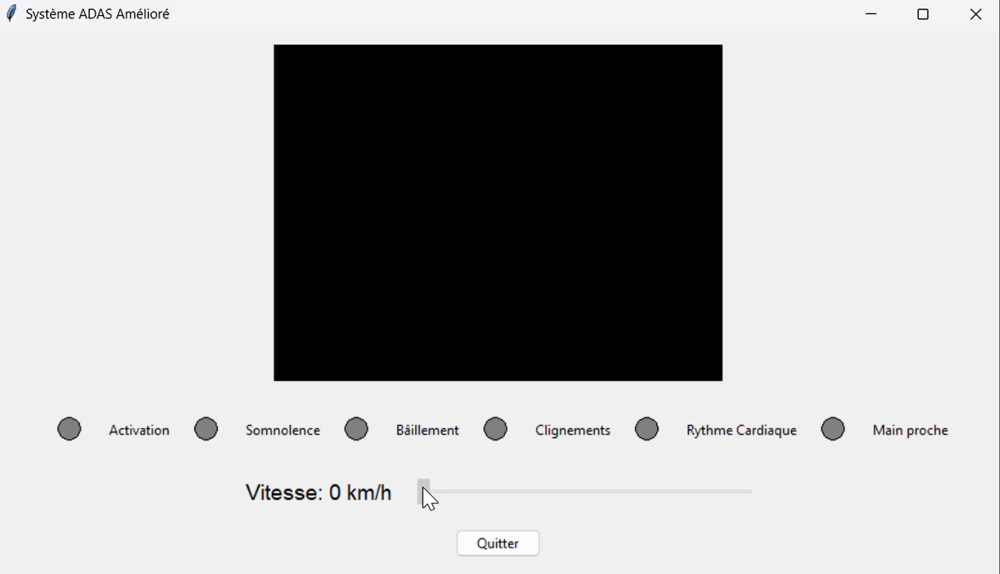 Système ADAS Amélioré
Activation Somnolence Bâillement Clignements Rythme Cardiaque Main proche
Vitesse: 0 km/h
Quitter